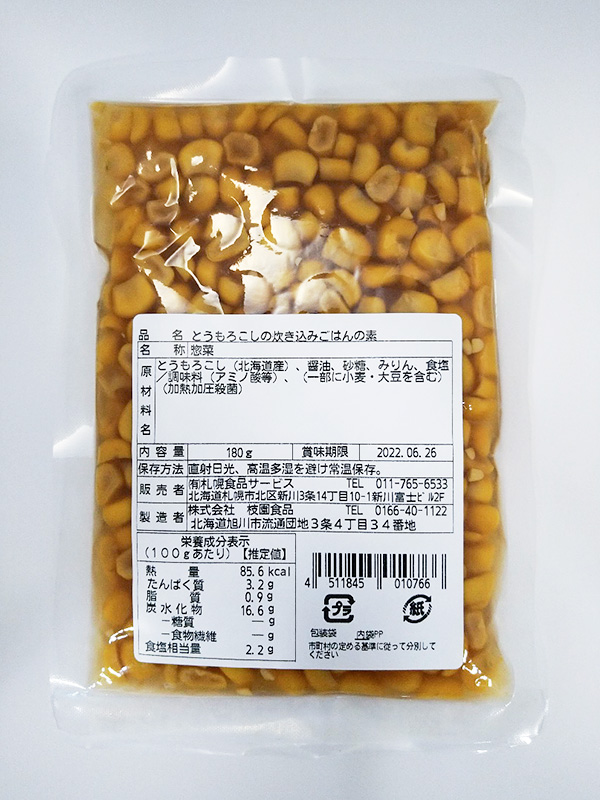 品名 とうもろこしの炊き込みごはんの素
名称 惣菜
原材料名 とうもろこし（北海道産）、醤油、砂糖、みりん、食塩
／調味料（アミノ酸等）、（一部に小麦・大豆を含む）
（加熱加圧殺菌）
内容量 180g 賞味期限 2022.06.26
保存方法 直射日光、高温多湿を避け常温保存。
販売者 ㈲札幌食品サービス TEL 011-765-6533
北海道札幌市北区新川3条14丁目10-1新川富士ﾋﾞﾙ2F
製造者 株式会社 枝園食品 TEL 0166-40-1122
北海道旭川市流通団地３条４丁目３４番地
栄養成分表示
（100gあたり）【推定値】
熱量 85.6kcal
たんぱく質 3.2g
脂質 0.9g
炭水化物 16.6g
－糖質 ―g
－食物繊維 ―g
食塩相当量 2.2g
4 511845 010766
プラ 紙
包装袋 内袋PP
市町村の定める基準に従って分別して
ください